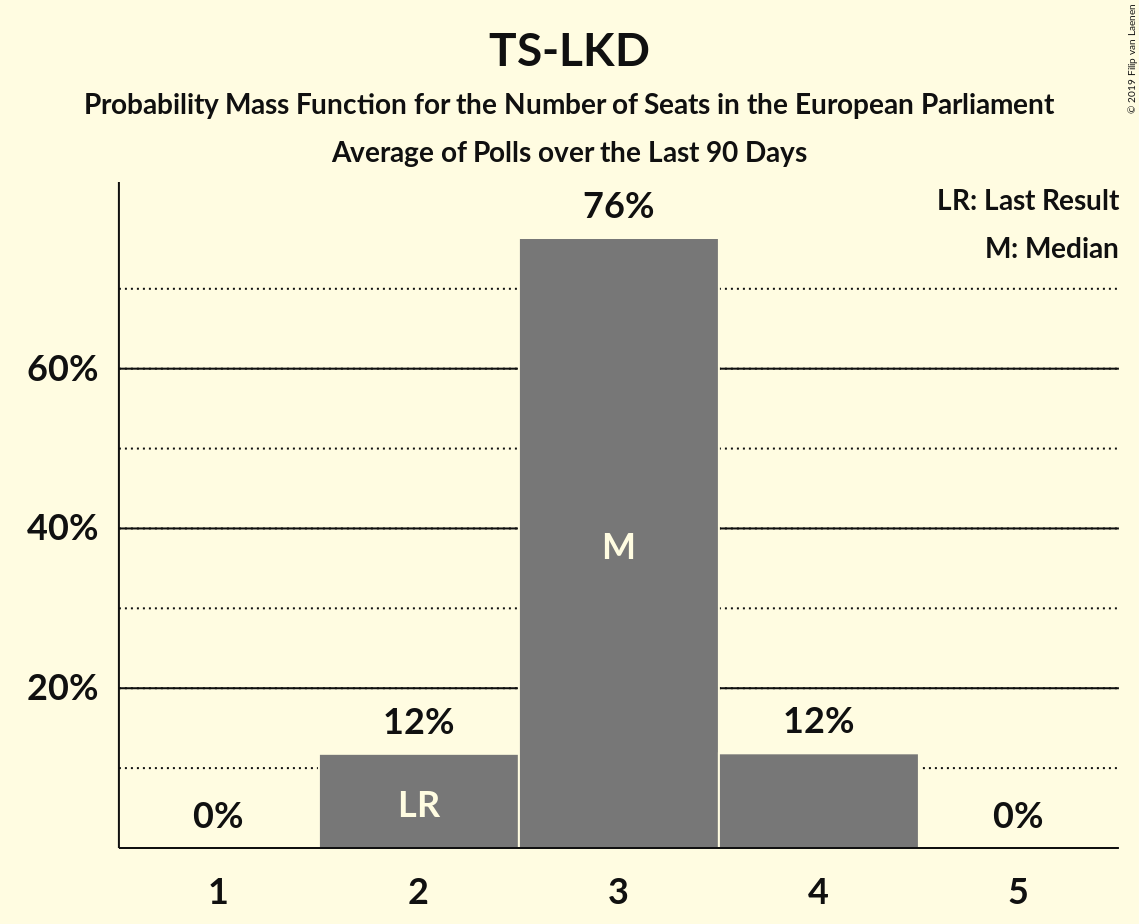 TS-LKD
Probability Mass Function for the Number of Seats in the European Parliament
Average of Polls over the Last 90 Days
© 2019 Filip van Laenen
LR: Last Result
M: Median
76%
60%
40%
M
20%
12%
12%
LR
0%
0%
1 2 3 4 5